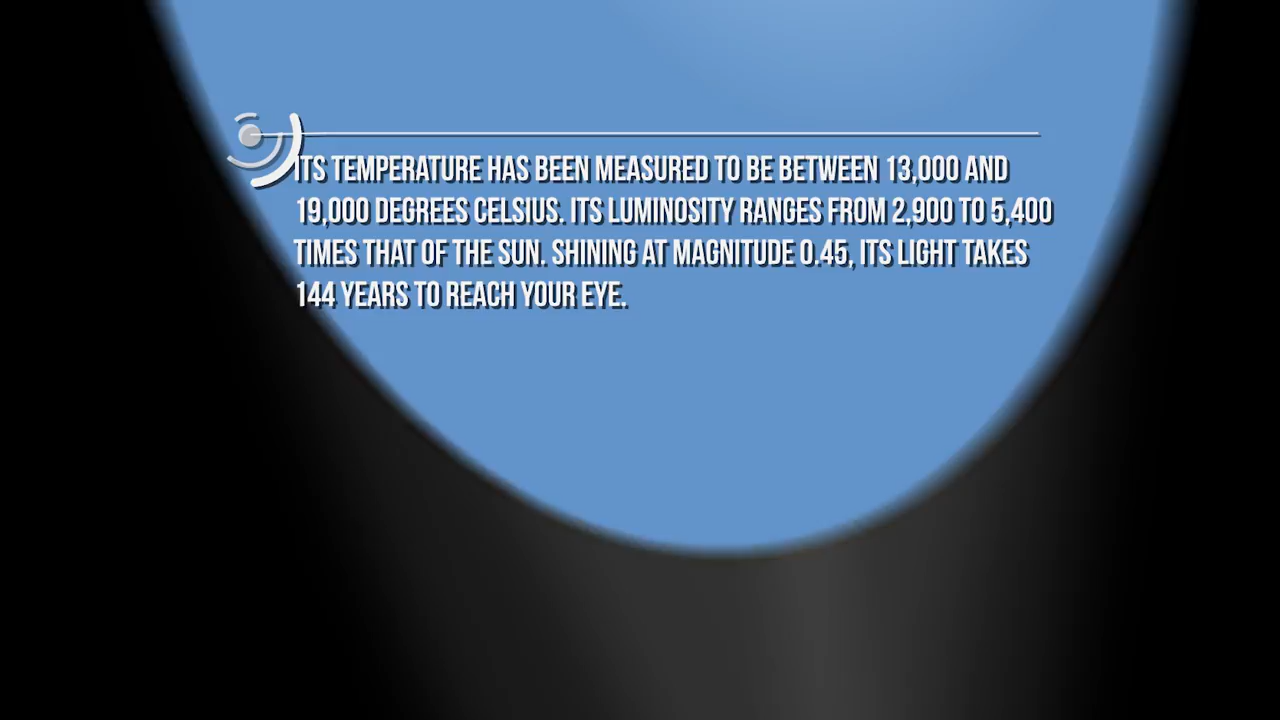 ITS TEMPERATURE HAS BEEN MEASURED TO BE BETWEEN 13,000 AND
19,000 DEGREES CELSIUS. ITS LUMINOSITY RANGES FROM 2,900 TO 5,400
TIMES THAT OF THE SUN. SHINING AT MAGNITUDE 0.45, ITS LIGHT TAKES
144 YEARS TO REACH YOUR EYE.